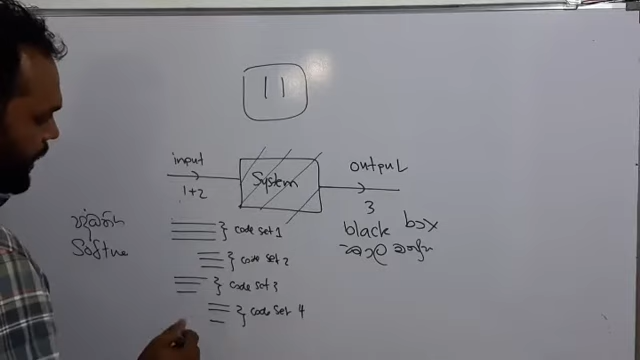 11
input
System
output
1+2
3
code set 1
black box
code set 2
code set 3
code set 4